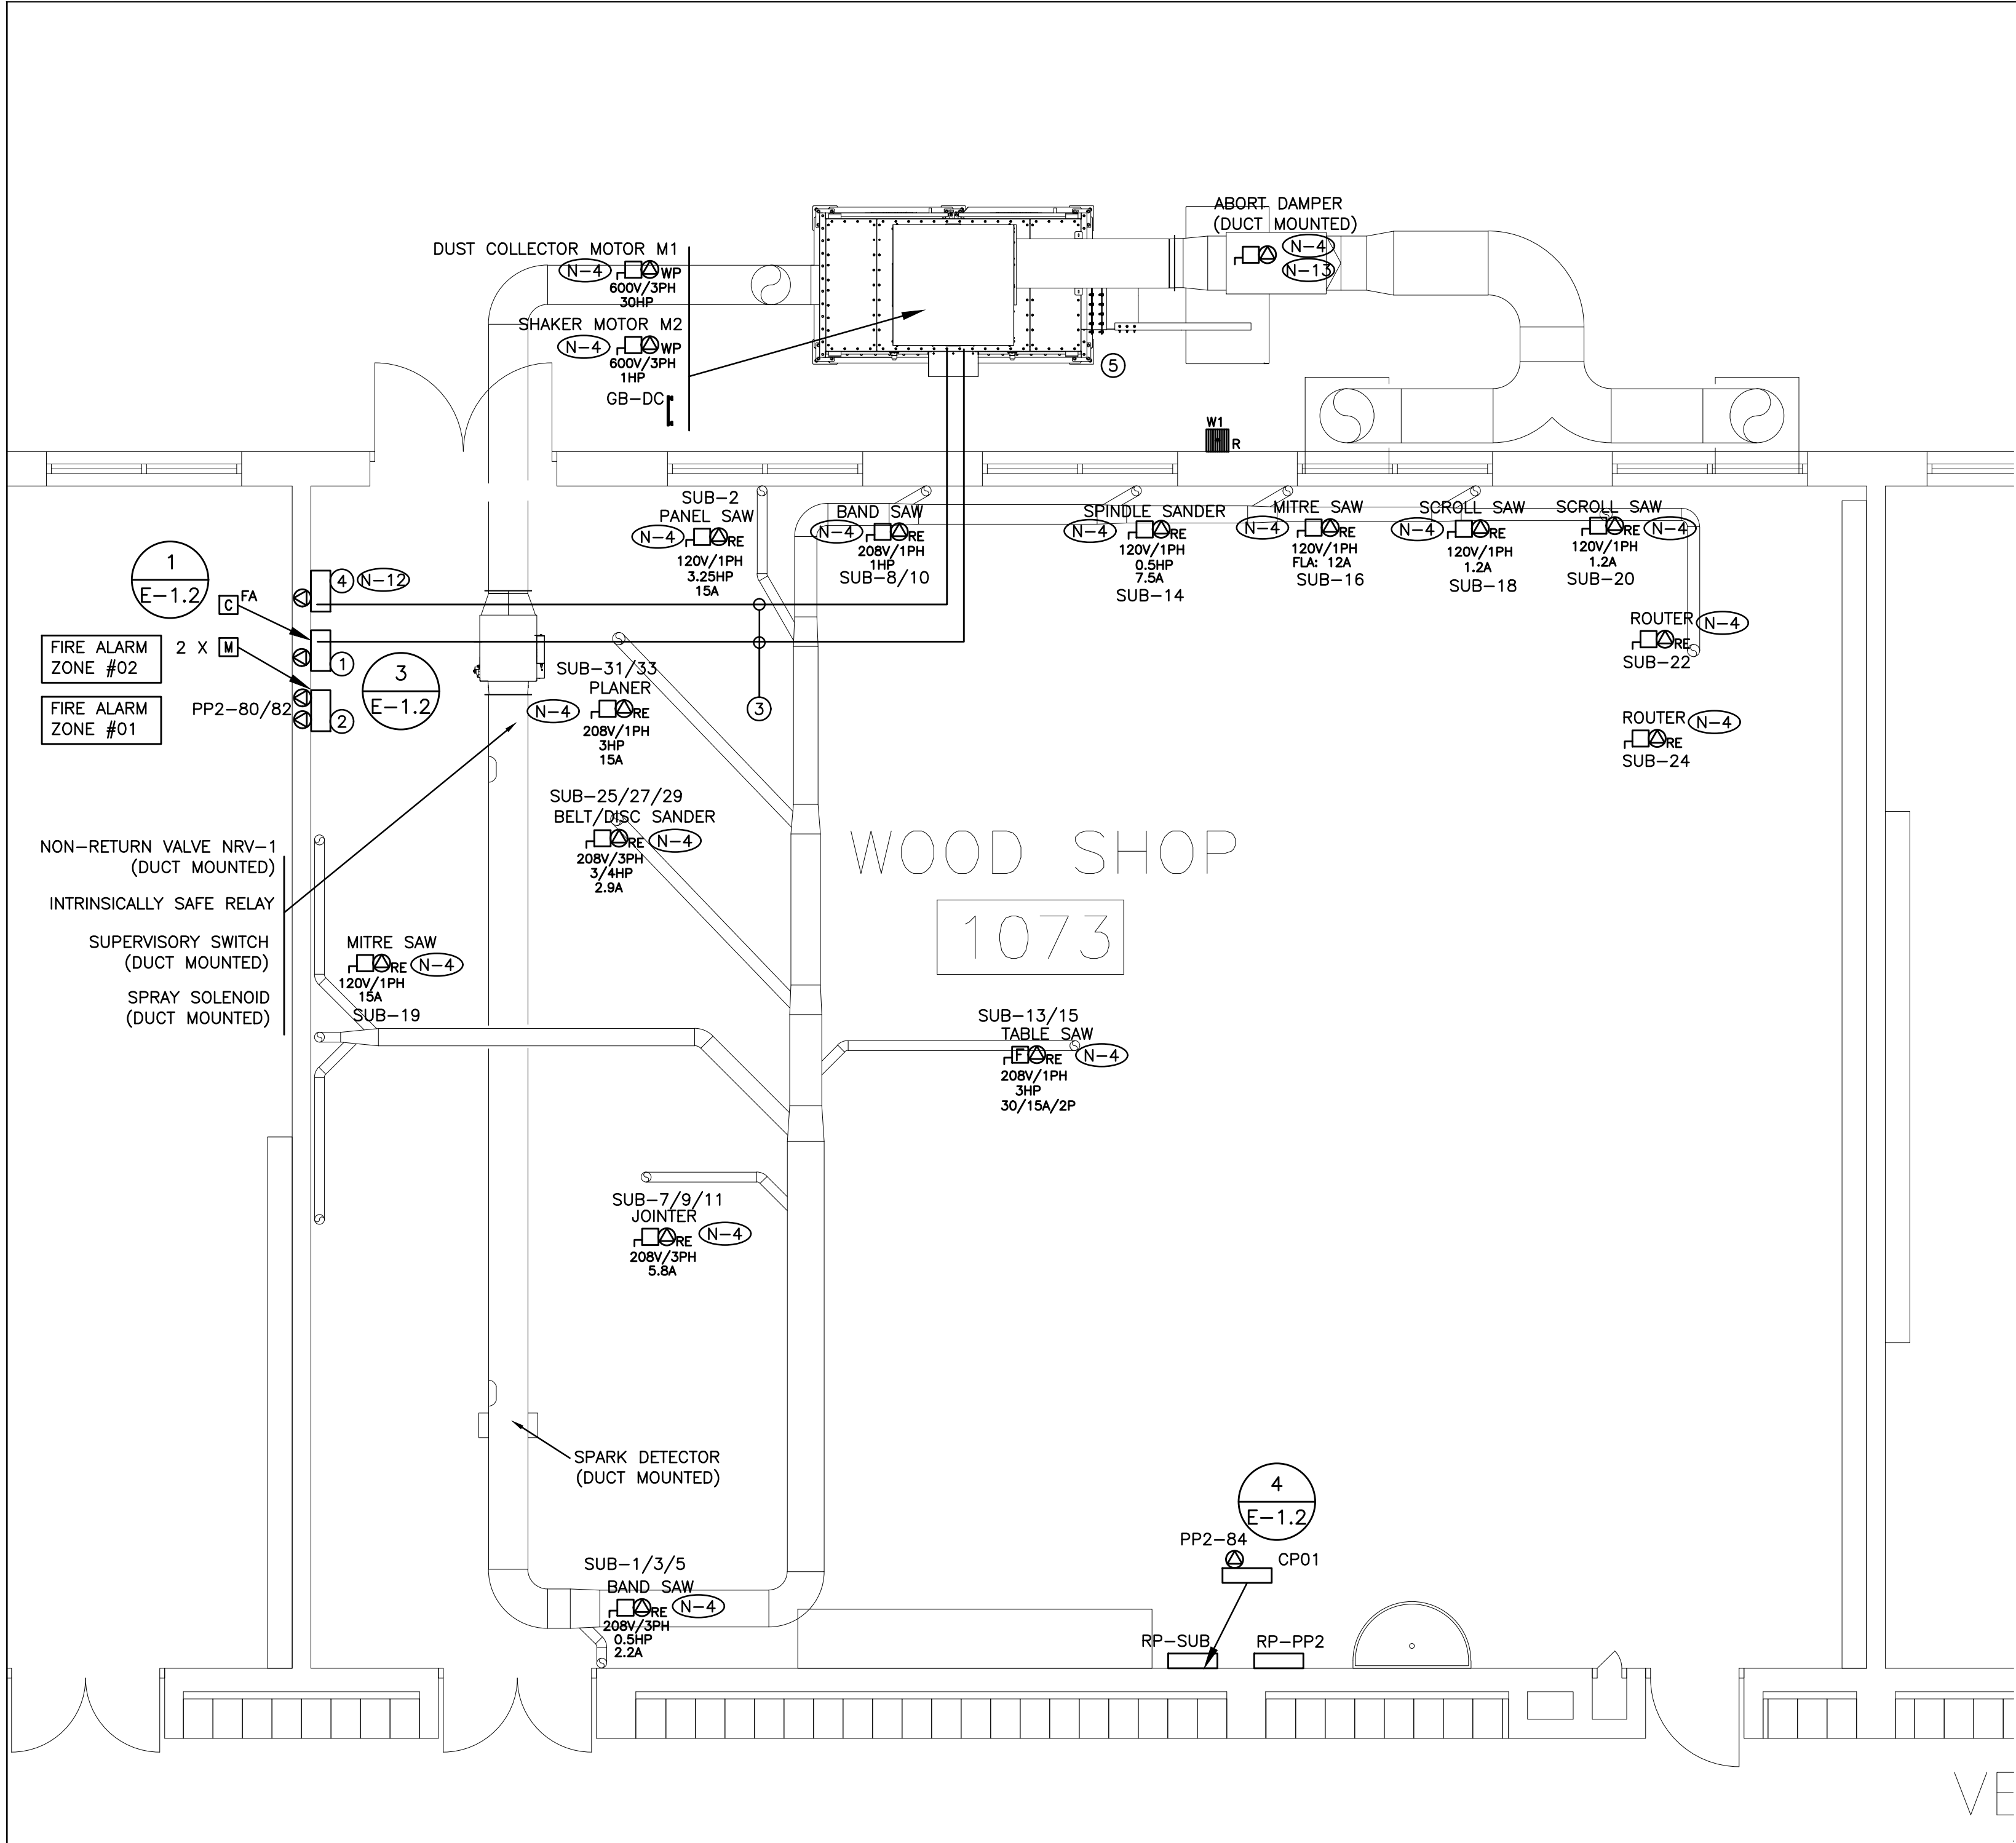 ABORT DAMPER
(DUCT MOUNTED)
N-4
N-13
DUST COLLECTOR MOTOR M1
N-4
WP
600V/3PH
30HP
SHAKER MOTOR M2
N-4
WP
600V/3PH
1HP
GB-DC
5
W1
R
SUB-2
PANEL SAW
N-4
RE
120V/1PH
3.25HP
15A
BAND SAW
N-4
RE
208V/1PH
1HP
SUB-8/10
SPINDLE SANDER
N-4
RE
120V/1PH
0.5HP
7.5A
SUB-14
MITRE SAW
N-4
RE
120V/1PH
FLA: 12A
SUB-16
SCROLL SAW
N-4
RE
120V/1PH
1.2A
SUB-18
SCROLL SAW
N-4
RE
120V/1PH
1.2A
SUB-20
1
E-1.2
4
N-12
C
FA
FIRE ALARM
ZONE #02
2 X
M
1
3
E-1.2
FIRE ALARM
ZONE #01
PP2-80/82
2
3
ROUTER
N-4
RE
SUB-22
ROUTER
N-4
RE
SUB-24
SUB-31/33
PLANER
N-4
RE
208V/1PH
3HP
15A
SUB-25/27/29
BELT/DISC SANDER
RE
N-4
208V/3PH
3/4HP
2.9A
WOOD SHOP
1073
NON-RETURN VALVE NRV-1
(DUCT MOUNTED)
INTRINSICALLY SAFE RELAY
SUPERVISORY SWITCH
(DUCT MOUNTED)
SPRAY SOLENOID
(DUCT MOUNTED)
MITRE SAW
RE
N-4
120V/1PH
15A
SUB-19
SUB-13/15
TABLE SAW
F
RE
N-4
208V/1PH
3HP
30/15A/2P
SUB-7/9/11
JOINTER
RE
N-4
208V/3PH
5.8A
SPARK DETECTOR
(DUCT MOUNTED)
4
E-1.2
PP2-84
CP01
SUB-1/3/5
BAND SAW
RE
N-4
208V/3PH
0.5HP
2.2A
RP-SUB
RP-PP2
VE